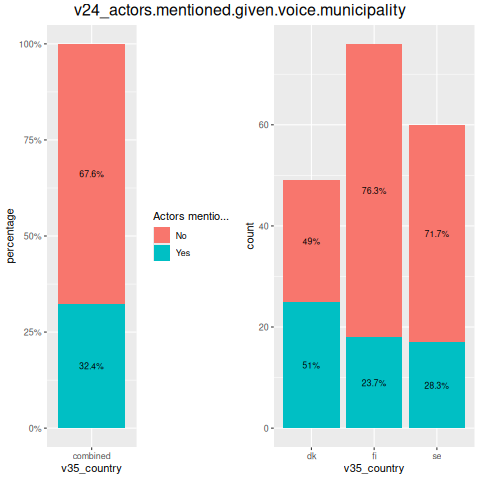 v24_actors.mentioned.given.voice.municipality
100%
75%
50%
25%
0%
percentage
67.6%
32.4%
combined
v35_country
Actors mentio...
No
Yes
60
40
20
0
count
49%
51%
76.3%
23.7%
71.7%
28.3%
dk
fi
se
v35_country